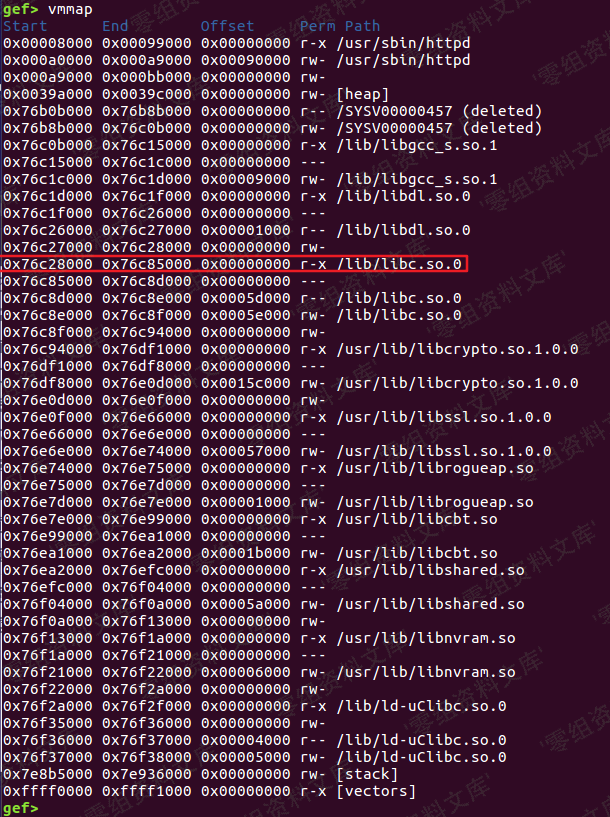 gef> vmmap
Start      End        Offset     Perm Path
0x00008000 0x00099000 0x00000000 r-x /usr/sbin/httpd
0x000a0000 0x000a9000 0x00090000 rw- /usr/sbin/httpd
0x000a9000 0x000bb000 0x00000000 rw-
0x0039a000 0x0039c000 0x00000000 rw- [heap]
0x76b0b000 0x76b8b000 0x00000000 r-- /SYSV00000457 (deleted)
0x76b8b000 0x76c0b000 0x00000000 rw- /SYSV00000457 (deleted)
0x76c0b000 0x76c15000 0x00000000 r-x /lib/libgcc_s.so.1
0x76c15000 0x76c1c000 0x00000000 ---
0x76c1c000 0x76c1d000 0x00009000 rw- /lib/libgcc_s.so.1
0x76c1d000 0x76c1f000 0x00000000 r-x /lib/libdl.so.0
0x76c1f000 0x76c26000 0x00000000 ---
0x76c26000 0x76c27000 0x00001000 r-- /lib/libdl.so.0
0x76c27000 0x76c28000 0x00000000 rw-
0x76c28000 0x76c85000 0x00000000 r-x /lib/libc.so.0
0x76c85000 0x76c8d000 0x00000000 ---
0x76c8d000 0x76c8e000 0x0005d000 r-- /lib/libc.so.0
0x76c8e000 0x76c8f000 0x0005e000 rw- /lib/libc.so.0
0x76c8f000 0x76c94000 0x00000000 rw-
0x76c94000 0x76df1000 0x00000000 r-x /usr/lib/libcrypto.so.1.0.0
0x76df1000 0x76df8000 0x00000000 ---
0x76df8000 0x76e0d000 0x0015c000 rw- /usr/lib/libcrypto.so.1.0.0
0x76e0d000 0x76e0f000 0x00000000 rw-
0x76e0f000 0x76e66000 0x00000000 r-x /usr/lib/libssl.so.1.0.0
0x76e66000 0x76e6e000 0x00000000 ---
0x76e6e000 0x76e74000 0x00057000 rw- /usr/lib/libssl.so.1.0.0
0x76e74000 0x76e75000 0x00000000 r-x /usr/lib/librogueap.so
0x76e75000 0x76e7d000 0x00000000 ---
0x76e7d000 0x76e7e000 0x00001000 rw- /usr/lib/librogueap.so
0x76e7e000 0x76e99000 0x00000000 r-x /usr/lib/libcbt.so
0x76e99000 0x76ea1000 0x00000000 ---
0x76ea1000 0x76ea2000 0x0001b000 rw- /usr/lib/libcbt.so
0x76ea2000 0x76efc000 0x00000000 r-x /usr/lib/libshared.so
0x76efc000 0x76f04000 0x00000000 ---
0x76f04000 0x76f0a000 0x0005a000 rw- /usr/lib/libshared.so
0x76f0a000 0x76f13000 0x00000000 rw-
0x76f13000 0x76f1a000 0x00000000 r-x /usr/lib/libnvram.so
0x76f1a000 0x76f21000 0x00000000 ---
0x76f21000 0x76f22000 0x00006000 rw- /usr/lib/libnvram.so
0x76f22000 0x76f2a000 0x00000000 rw-
0x76f2a000 0x76f2f000 0x00000000 r-x /lib/ld-uClibc.so.0
0x76f35000 0x76f36000 0x00000000 rw-
0x76f36000 0x76f37000 0x00004000 r-- /lib/ld-uClibc.so.0
0x76f37000 0x76f38000 0x00005000 rw- /lib/ld-uClibc.so.0
0x7e8b5000 0x7e936000 0x00000000 rw- [stack]
0xffff0000 0xffff1000 0x00000000 r-x [vectors]
gef>
'零组资料文库'